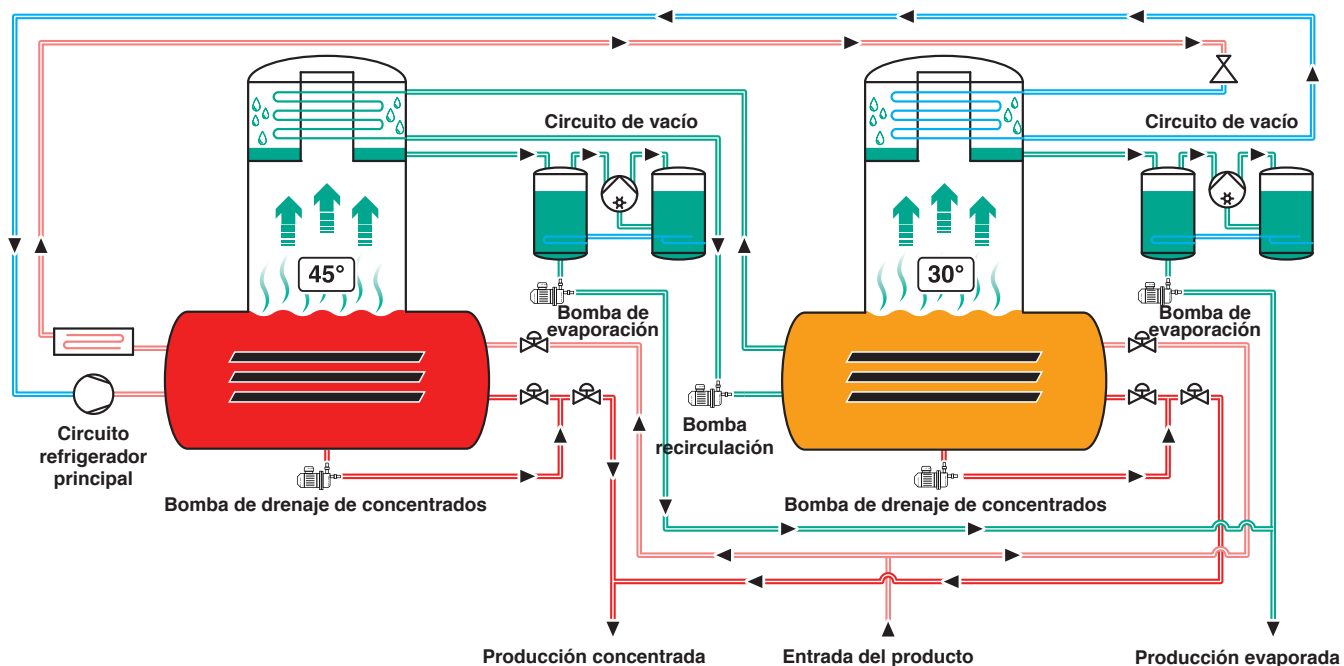 Circuito de vacío
Circuito de vacío
45°
30°
Bomba de
evaporación
Bomba de
evaporación
Circuito
refrigerador
principal
Bomba
recirculación
Bomba de drenaje de concentrados
Bomba de drenaje de concentrados
Producción concentrada
Entrada del producto
Producción evaporada